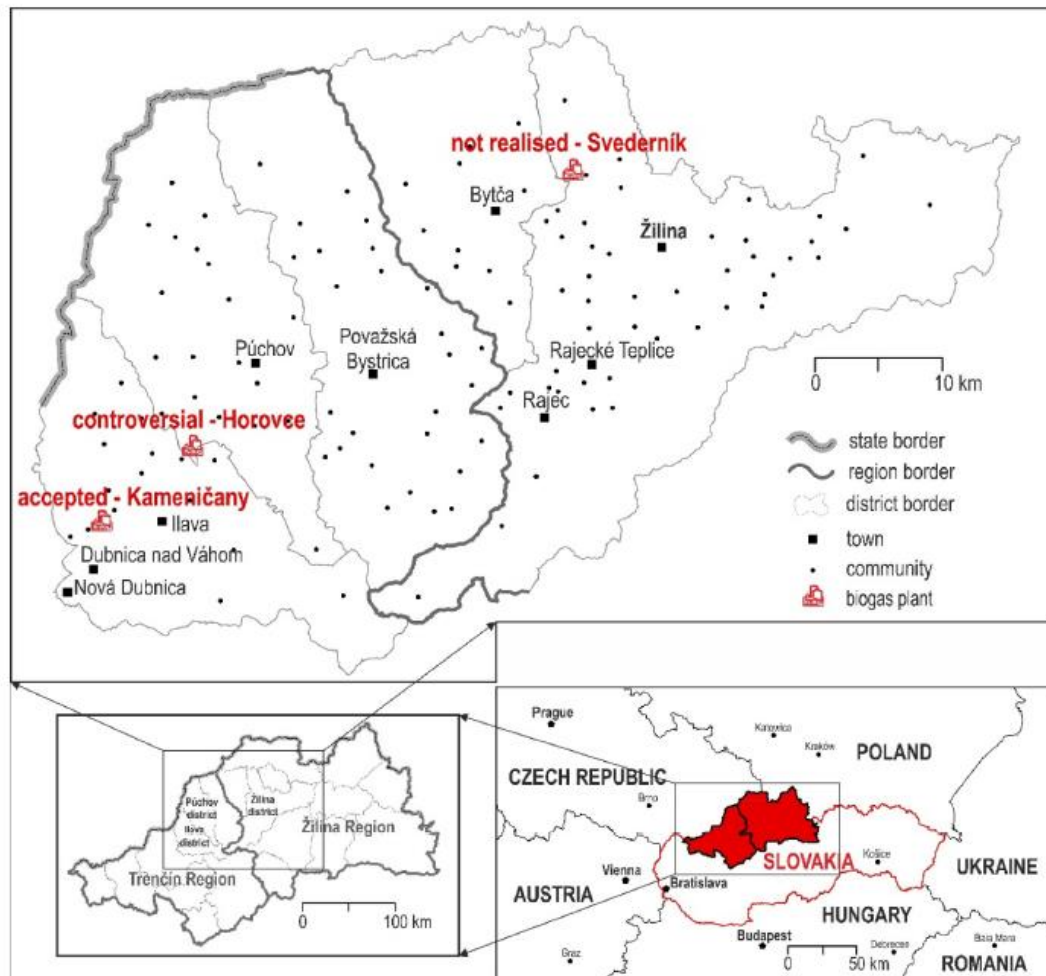 not realised - Svederník
Bytča
Žilina
Púchov
Považská
Bystrica
Rajecké Teplice
Rajec
0 10 km
controversial - Horovce
accepted - Kameničany
Ilava
Dubnica nad Váhom
Nová Dubnica
state border
region border
district border
town
community
biogas plant
Púchov
district
Ilava
district
Žilina
district
Žilina Region
Trenčín Region
0 100 km
Prague
Katowice
Kraków
POLAND
CZECH REPUBLIC
Brno
SLOVAKIA
Košice
UKRAINE
Vienna
Bratislava
AUSTRIA
HUNGARY
Budapest
Debrecen
Baia Mare
Graz
0 50 km
ROMANIA